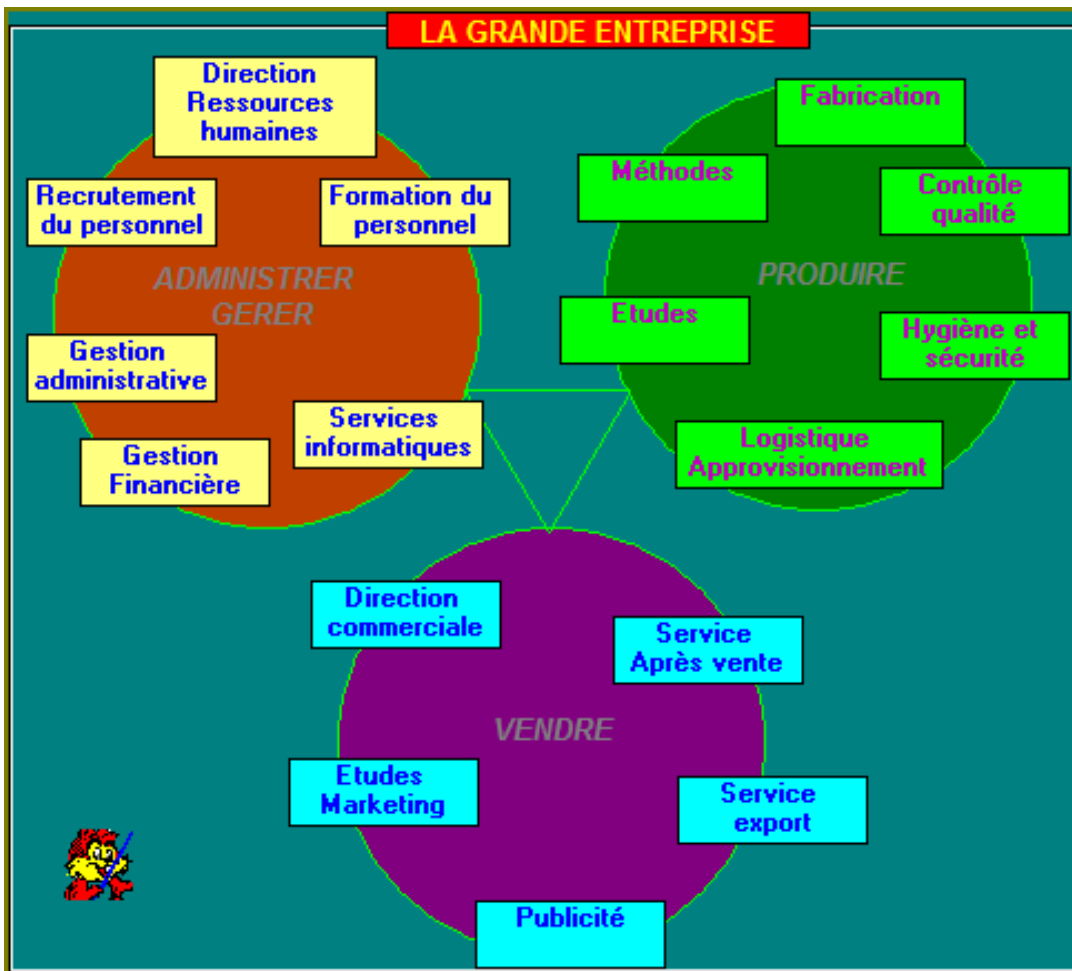 LA GRANDE ENTREPRISE
Direction
Ressources
humaines
Recrutement
du personnel
Formation du
personnel
ADMINISTRER
GERER
Gestion
administrative
Services
informatiques
Gestion
Financière
Fabrication
Méthodes
Contrôle
qualité
PRODUIRE
Etudes
Hygiène et
sécurité
Logistique
Approvisionnement
Direction
commerciale
Service
Après vente
VENDRE
Etudes
Marketing
Service
export
Publicité